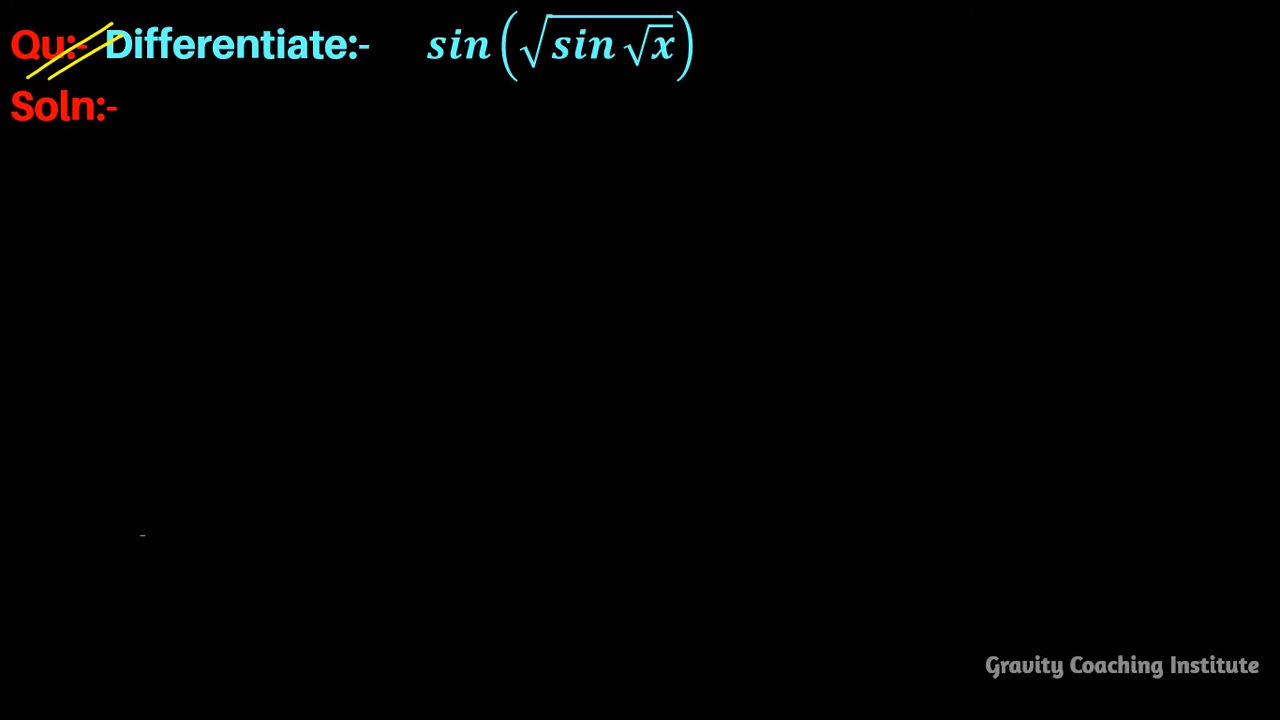 Qu:- Differentiate:- sin(√(sin √x))
Soln:-
Gravity Coaching Institute